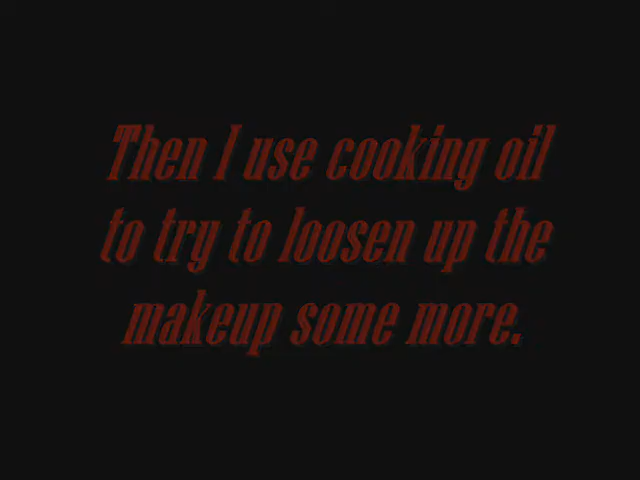 Then I use cooking oil
to try to loosen up the
makeup some more.